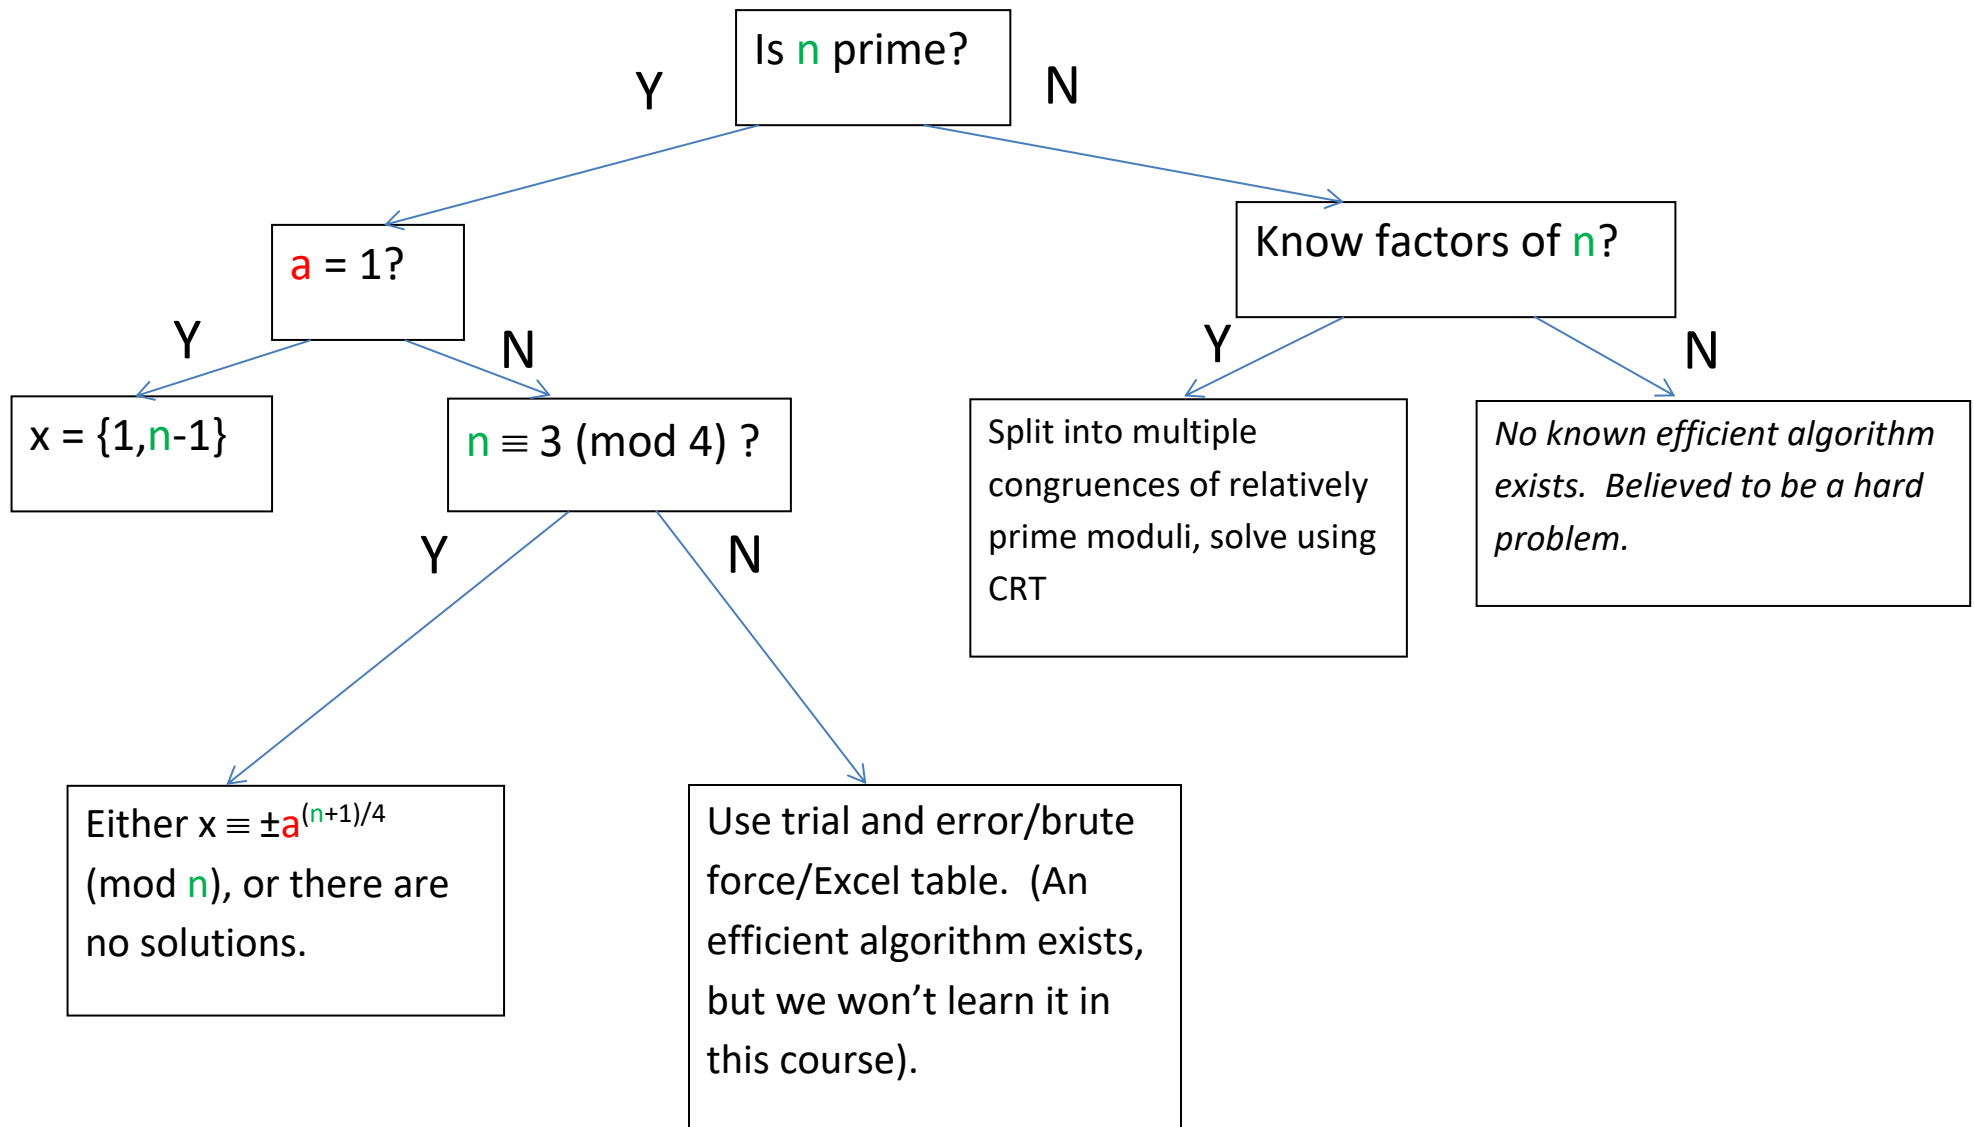 Is n prime?
Y
N
a = 1?
Know factors of n?
Y
N
Y
N
x = {1,n-1}
n ≡ 3 (mod 4) ?
Split into multiple
congruences of relatively
prime moduli, solve using
CRT
No known efficient algorithm
exists.  Believed to be a hard
problem.
Y
N
Either x ≡ ±a^(n+1)/4
(mod n), or there are
no solutions.
Use trial and error/brute
force/Excel table.  (An
efficient algorithm exists,
but we won’t learn it in
this course).